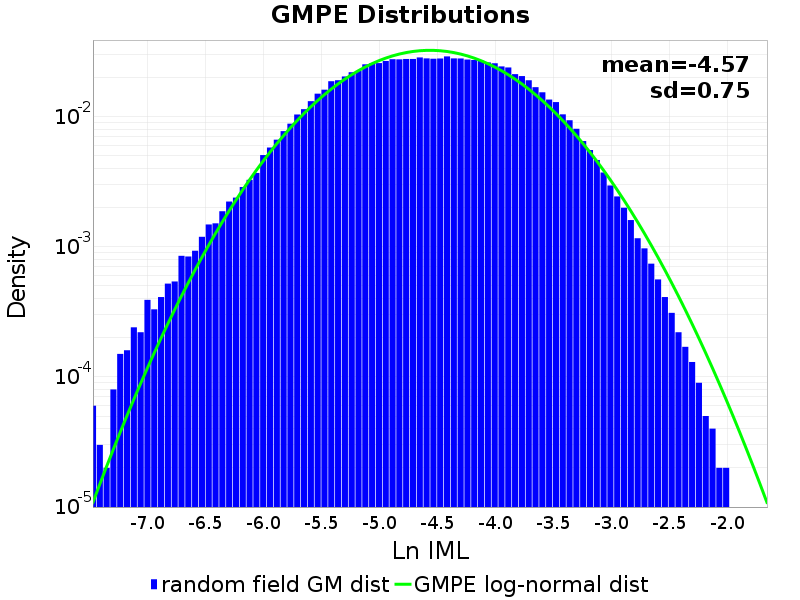 GMPE Distributions
mean=-4.57
sd=0.75
Density
10-2
10-3
10-4
10-5
-7.0 -6.5 -6.0 -5.5 -5.0 -4.5 -4.0 -3.5 -3.0 -2.5 -2.0
Ln IML
random field GM dist GMPE log-normal dist